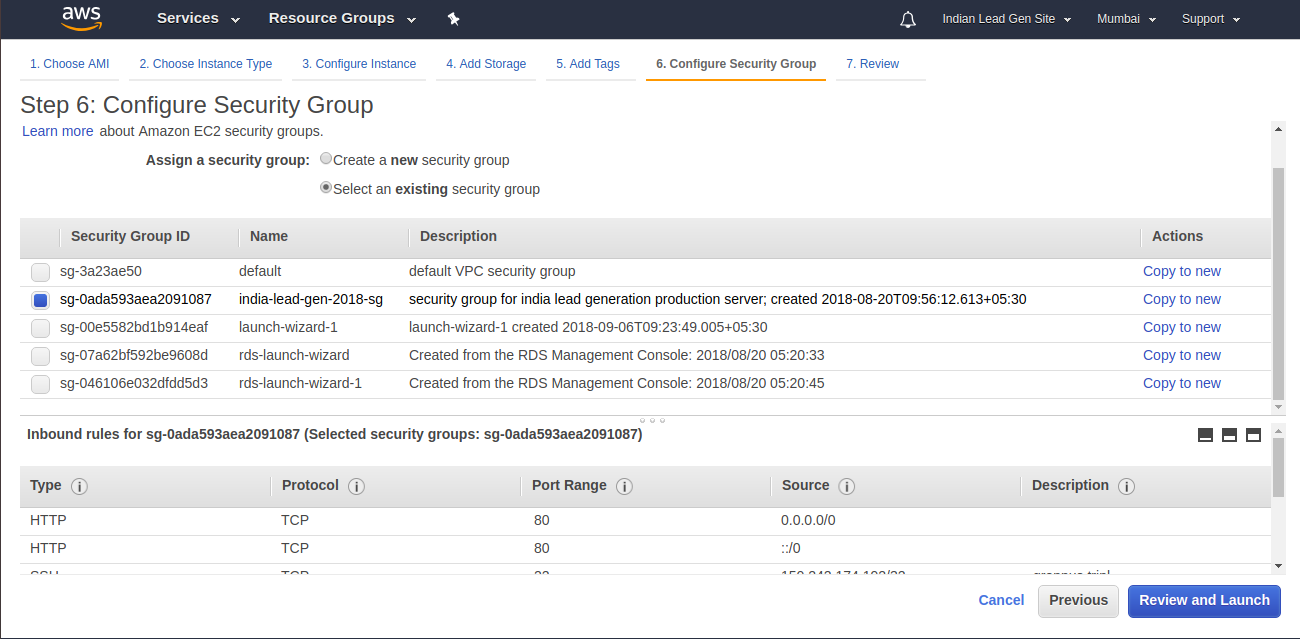 aws Services Resource Groups Indian Lead Gen Site Mumbai Support
1. Choose AMI 2. Choose Instance Type 3. Configure Instance 4. Add Storage 5. Add Tags 6. Configure Security Group 7. Review
Step 6: Configure Security Group
Learn more about Amazon EC2 security groups.
Assign a security group: Create a new security group
Select an existing security group
Security Group ID Name Description Actions
sg-3a23ae50 default default VPC security group Copy to new
sg-0ada593aea2091087 india-lead-gen-2018-sg security group for india lead generation production server; created 2018-08-20T09:56:12.613+05:30 Copy to new
sg-00e5582bd1b914eaf launch-wizard-1 launch-wizard-1 created 2018-09-06T09:23:49.005+05:30 Copy to new
sg-07a62bf592be9608d rds-launch-wizard Created from the RDS Management Console: 2018/08/20 05:20:33 Copy to new
sg-046106e032dfdd5d3 rds-launch-wizard-1 Created from the RDS Management Console: 2018/08/20 05:20:45 Copy to new
Inbound rules for sg-0ada593aea2091087 (Selected security groups: sg-0ada593aea2091087)
Type i Protocol i Port Range i Source i Description i
HTTP TCP 80 0.0.0.0/0
HTTP TCP 80 ::/0
SSH TCP 22
Cancel Previous Review and Launch